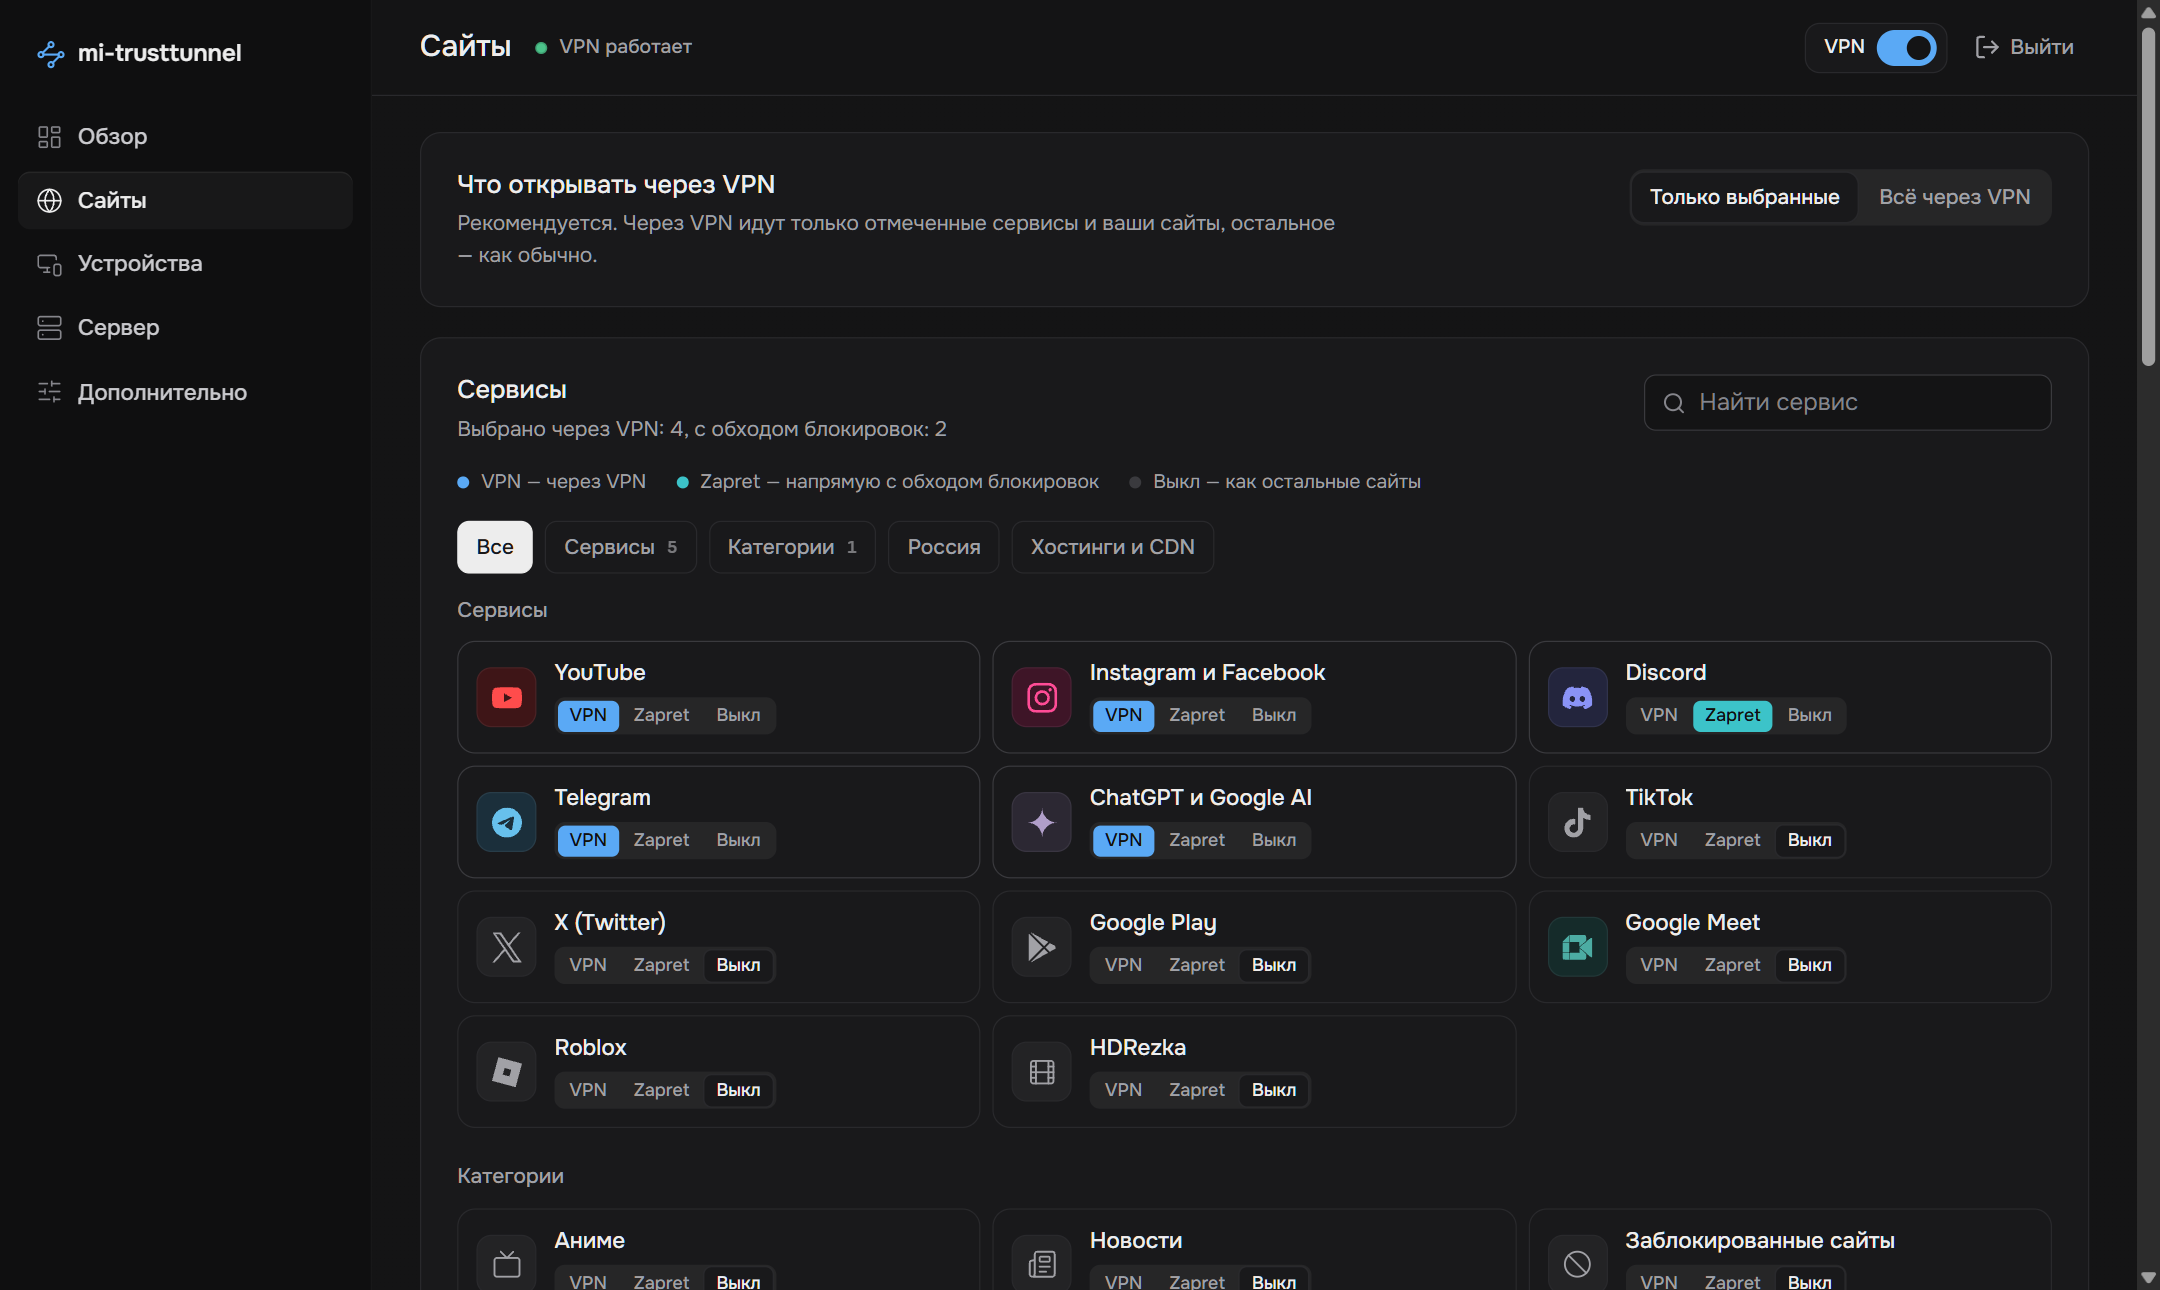 mi-trusttunnel
Обзор
Сайты
Устройства
Сервер
Дополнительно
Сайты
VPN работает
VPN
Выйти
Что открывать через VPN
Рекомендуется. Через VPN идут только отмеченные сервисы и ваши сайты, остальное
— как обычно.
Только выбранные
Всё через VPN
Сервисы
Выбрано через VPN: 4, с обходом блокировок: 2
Найти сервис
VPN — через VPN
Zapret — напрямую с обходом блокировок
Выкл — как остальные сайты
Все
Сервисы 5
Категории 1
Россия
Хостинги и CDN
Сервисы
YouTube
VPN Zapret Выкл
Instagram и Facebook
VPN Zapret Выкл
Discord
VPN Zapret Выкл
Telegram
VPN Zapret Выкл
ChatGPT и Google AI
VPN Zapret Выкл
TikTok
VPN Zapret Выкл
X (Twitter)
VPN Zapret Выкл
Google Play
VPN Zapret Выкл
Google Meet
VPN Zapret Выкл
Roblox
VPN Zapret Выкл
HDRezka
VPN Zapret Выкл
Категории
Аниме
VPN Zapret Выкл
Новости
VPN Zapret Выкл
Заблокированные сайты
VPN Zapret Выкл